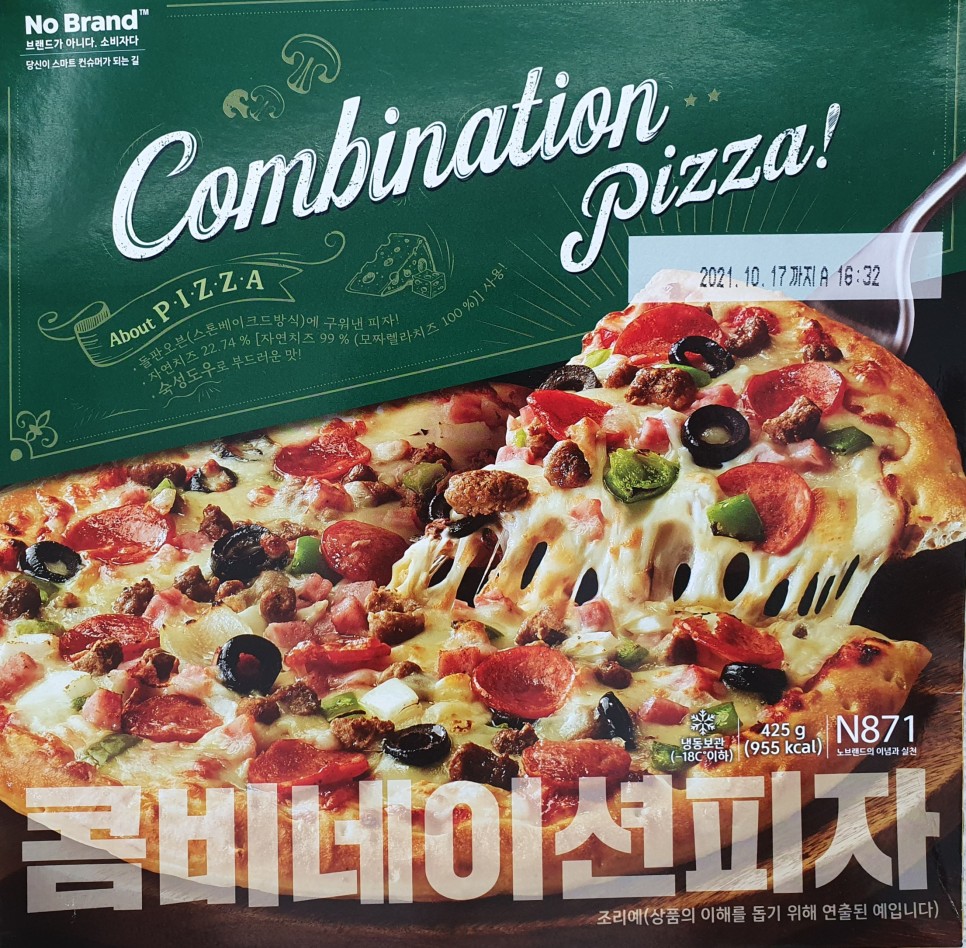 No Brand™
브랜드가 아니다. 소비자다
당신이 스마트 컨슈머가 되는 길
Combination
Pizza!
2021. 10. 17까지 A 16:32
About P·I·Z·Z·A
· 돌판오븐(스톤베이크드방식)에 구워낸 피자!
· 자연치즈 22.74 % [자연치즈 99 % (모짜렐라치즈 100 %)] 사용!
· 숙성도우로 부드러운 맛!
냉동보관
(-18℃이하)
425 g
(955 kcal)
N871
노브랜드의 이념과 실천
콤비네이션피자
조리예(상품의 이해를 돕기 위해 연출된 예입니다)